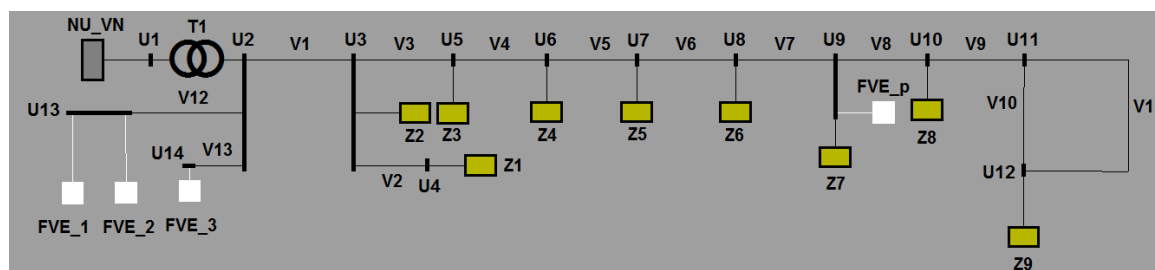 NU_VN
U1
T1
U2
V1
U3
V3
U5
V4
U6
V5
U7
V6
U8
V7
U9
V8
U10
V9
U11
FVE_p
V12
U13
V10
V1
Z2
Z3
Z4
Z5
Z6
Z8
U14
V13
V2
U4
Z1
Z7
U12
FVE_1
FVE_2
FVE_3
Z9